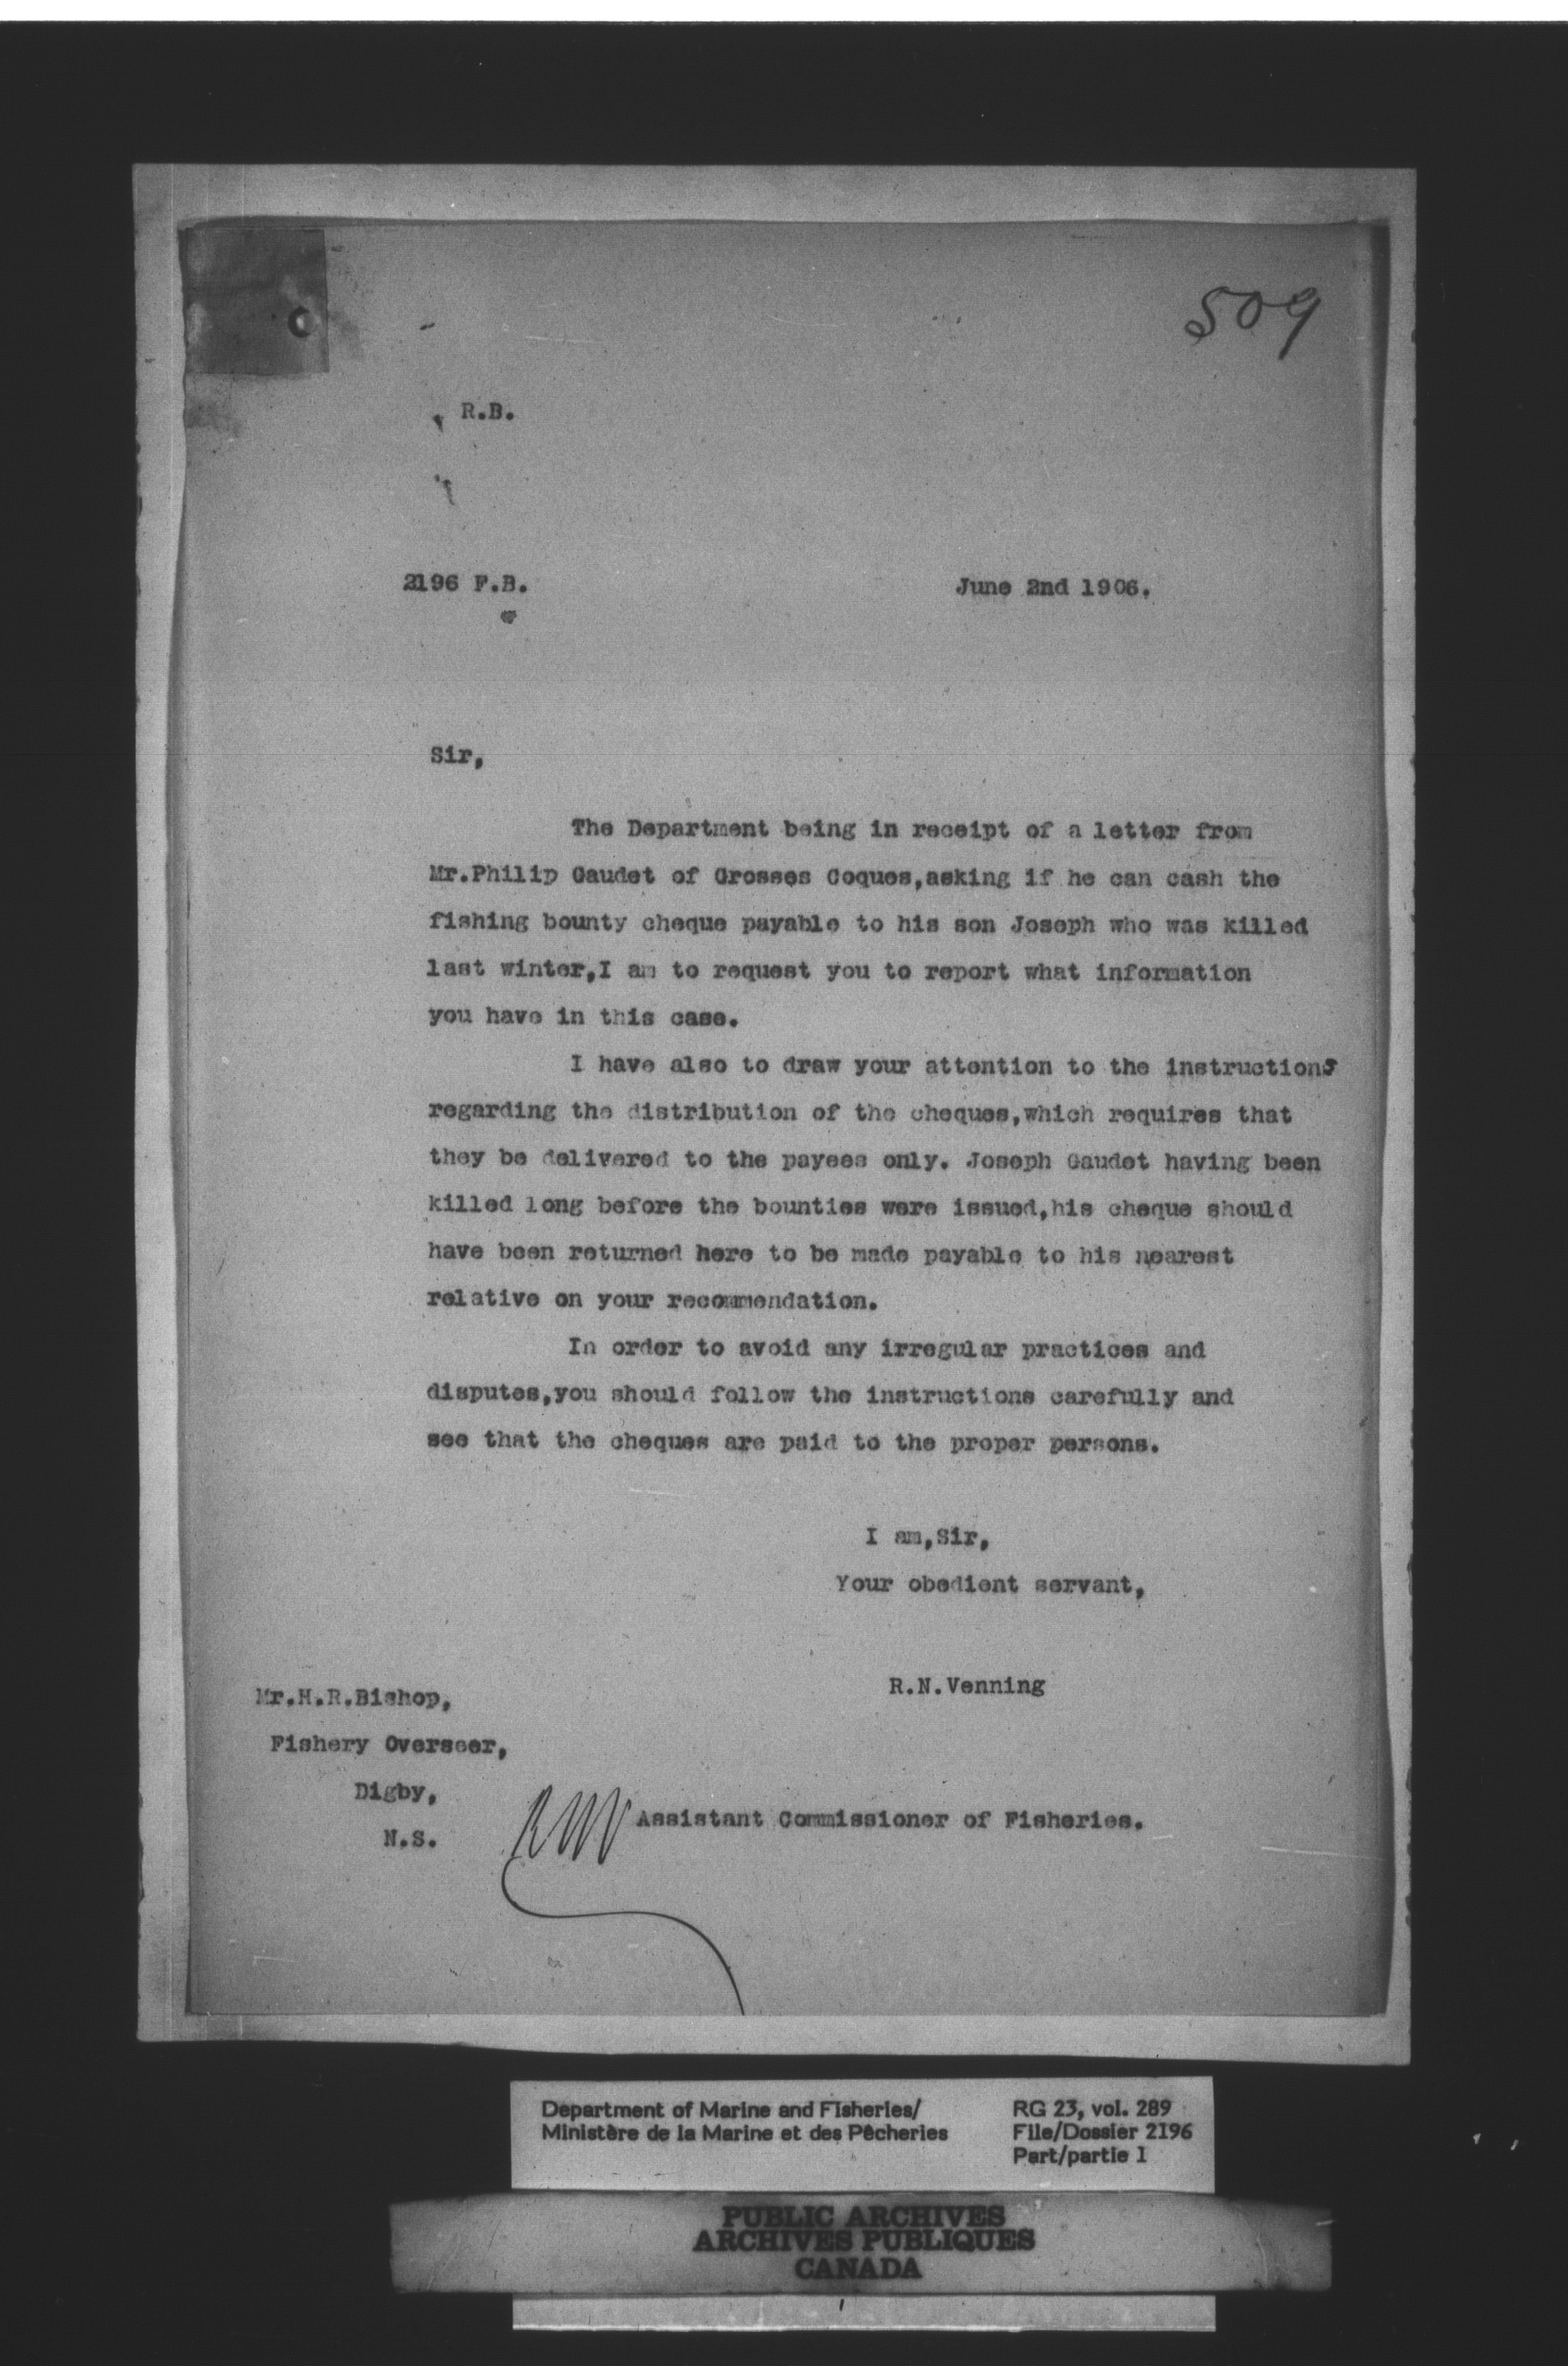 509
R.B.
2196 F.B.
June 2nd 1906.
Sir,
The Department being in receipt of a letter from
Mr.Philip Gaudet of Grosses Coques,asking if he can cash the
fishing bounty cheque payable to his son Joseph who was killed
last winter,I am to request you to report what information
you have in this case.
I have also to draw your attention to the instructions
regarding the distribution of the cheques,which requires that
they be delivered to the payees only. Joseph Gaudet having been
killed long before the bounties were issued,his cheque should
have been returned here to be made payable to his nearest
relative on your recommendation.
In order to avoid any irregular practices and
disputes,you should follow the instructions carefully and
see that the cheques are paid to the proper persons.
I am,Sir,
Your obedient servant,
R.N.Venning
Mr.H.R.Bishop,
Fishery Overseer,
Digby,
N.S.
RNV Assistant Commissioner of Fisheries.
Department of Marine and Fisheries/
Ministère de la Marine et des Pêcheries
RG 23, vol. 289
File/Dossier 2196
Part/partie 1
PUBLIC ARCHIVES
ARCHIVES PUBLIQUES
CANADA